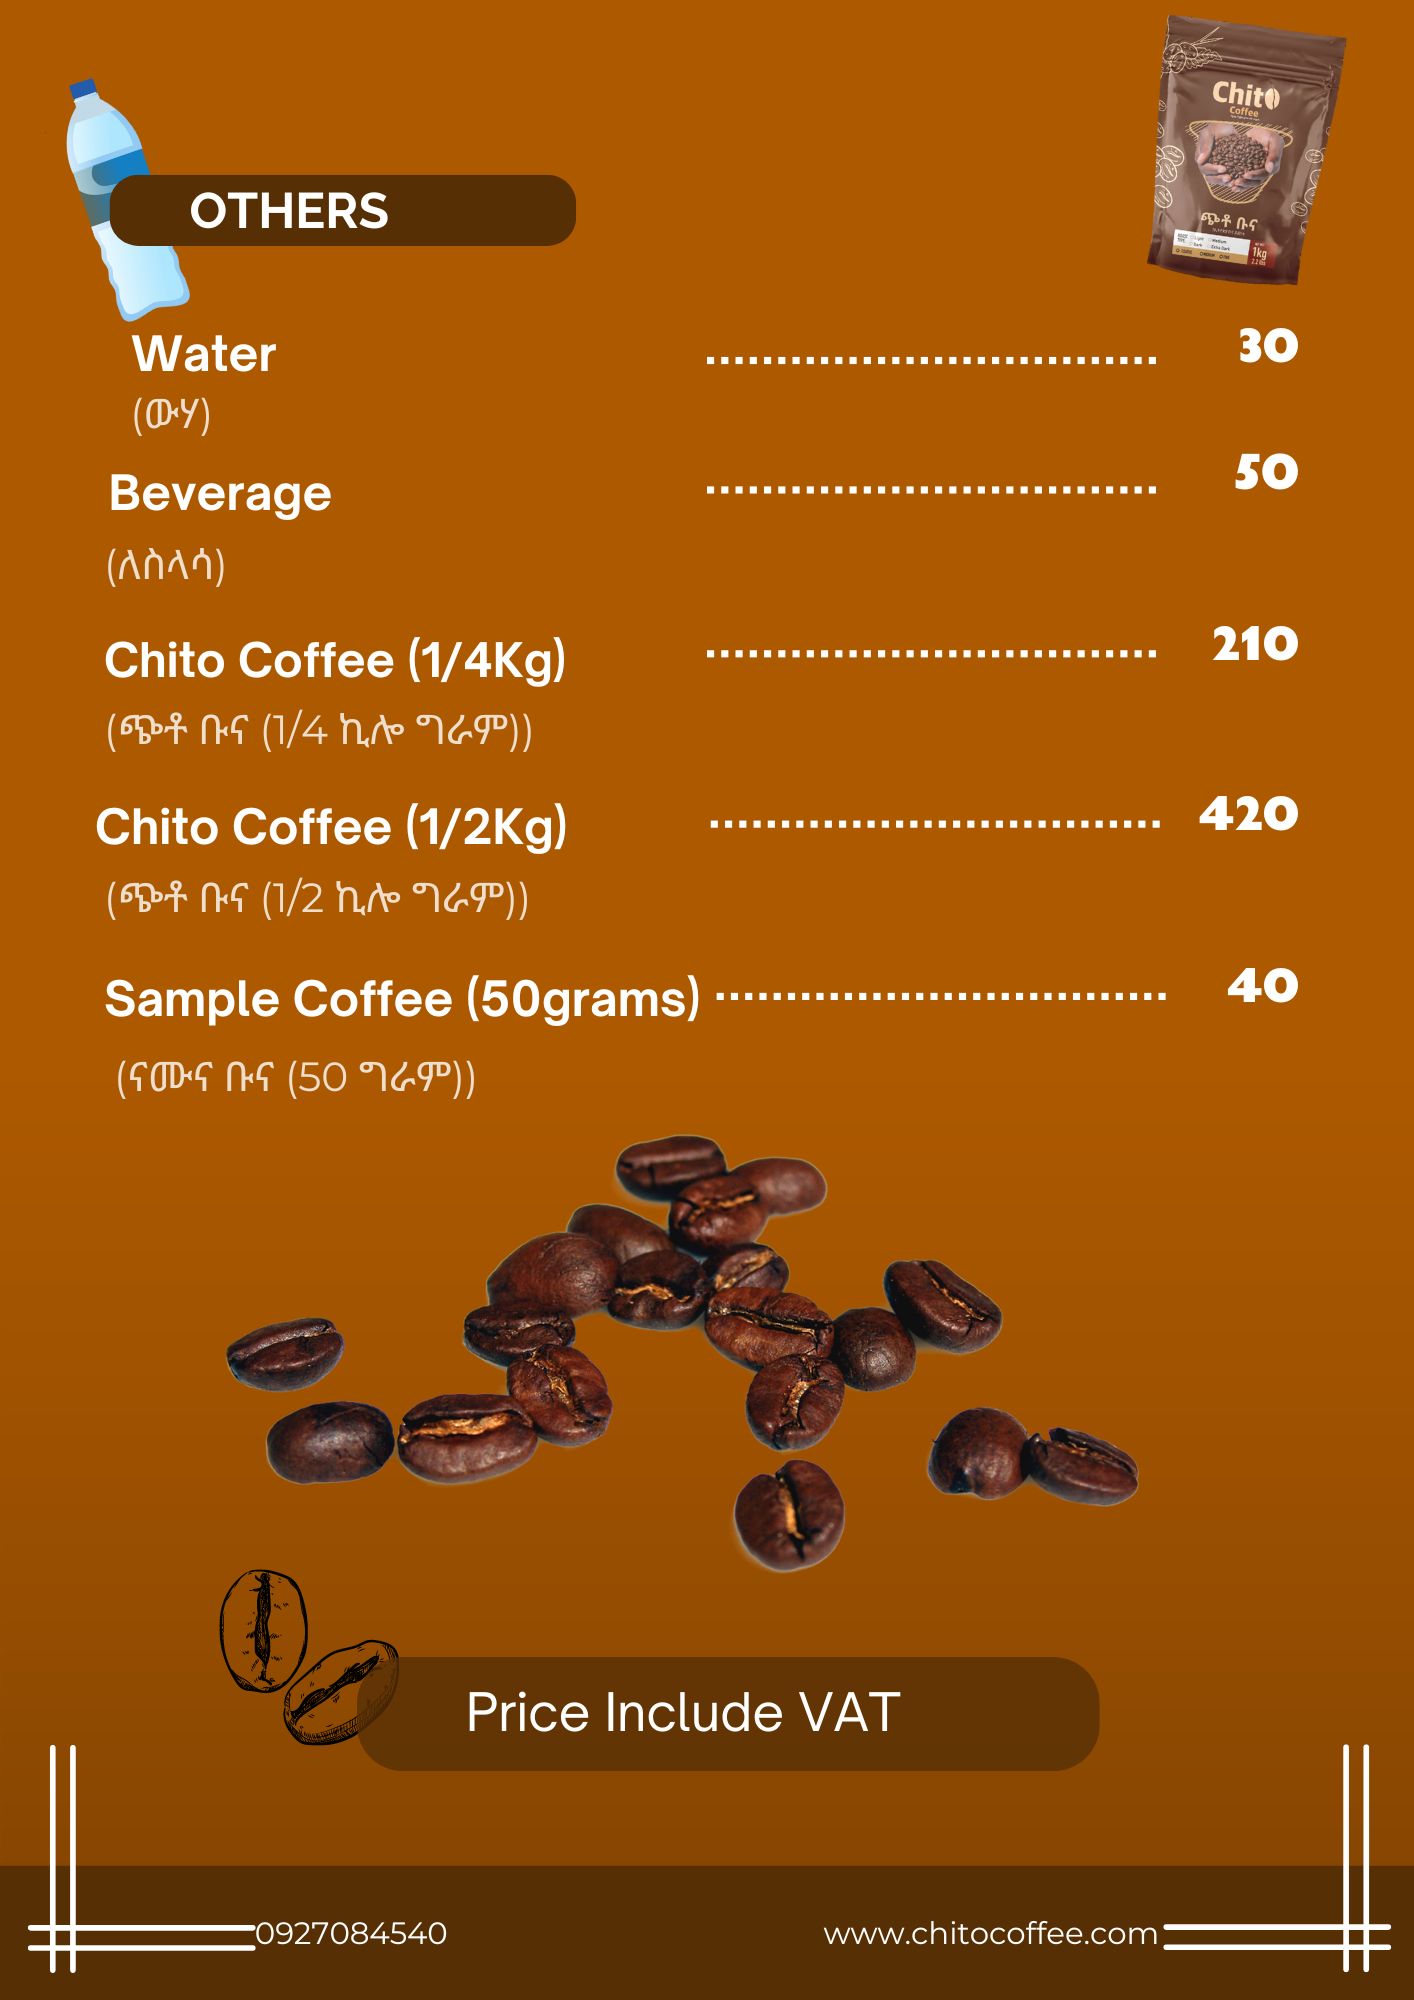 Chito
Coffee
ጭቶ ቡና
1kg
OTHERS
Water ................................ 30
(ውሃ)
Beverage ................................ 50
(ለስላሳ)
Chito Coffee (1/4Kg) ................................ 210
(ጭቶ ቡና (1/4 ኪሎ ግራም))
Chito Coffee (1/2Kg) ................................ 420
(ጭቶ ቡና (1/2 ኪሎ ግራም))
Sample Coffee (50grams) ................................ 40
(ናሙና ቡና (50 ግራም))
Price Include VAT
0927084540 www.chitocoffee.com